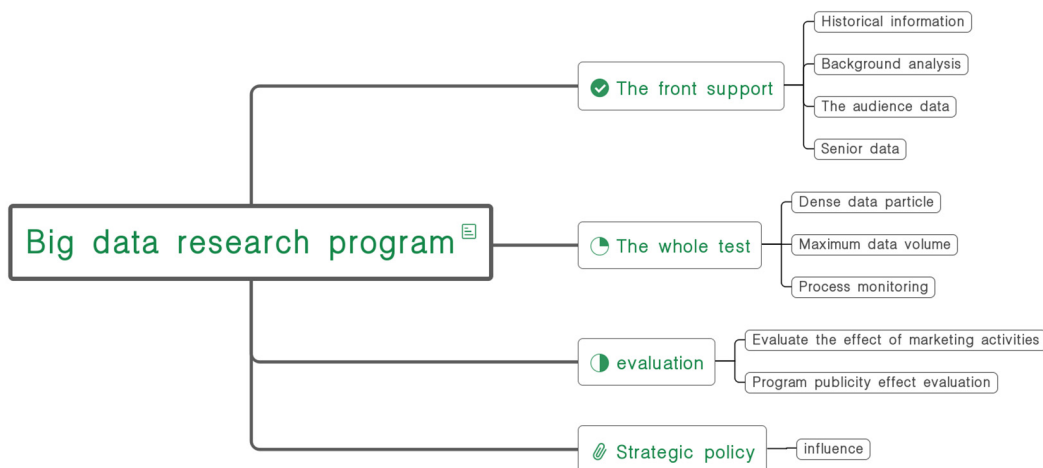 Big data research program
The front support
Historical information
Background analysis
The audience data
Senior data
The whole test
Dense data particle
Maximum data volume
Process monitoring
evaluation
Evaluate the effect of marketing activities
Program publicity effect evaluation
Strategic policy
influence